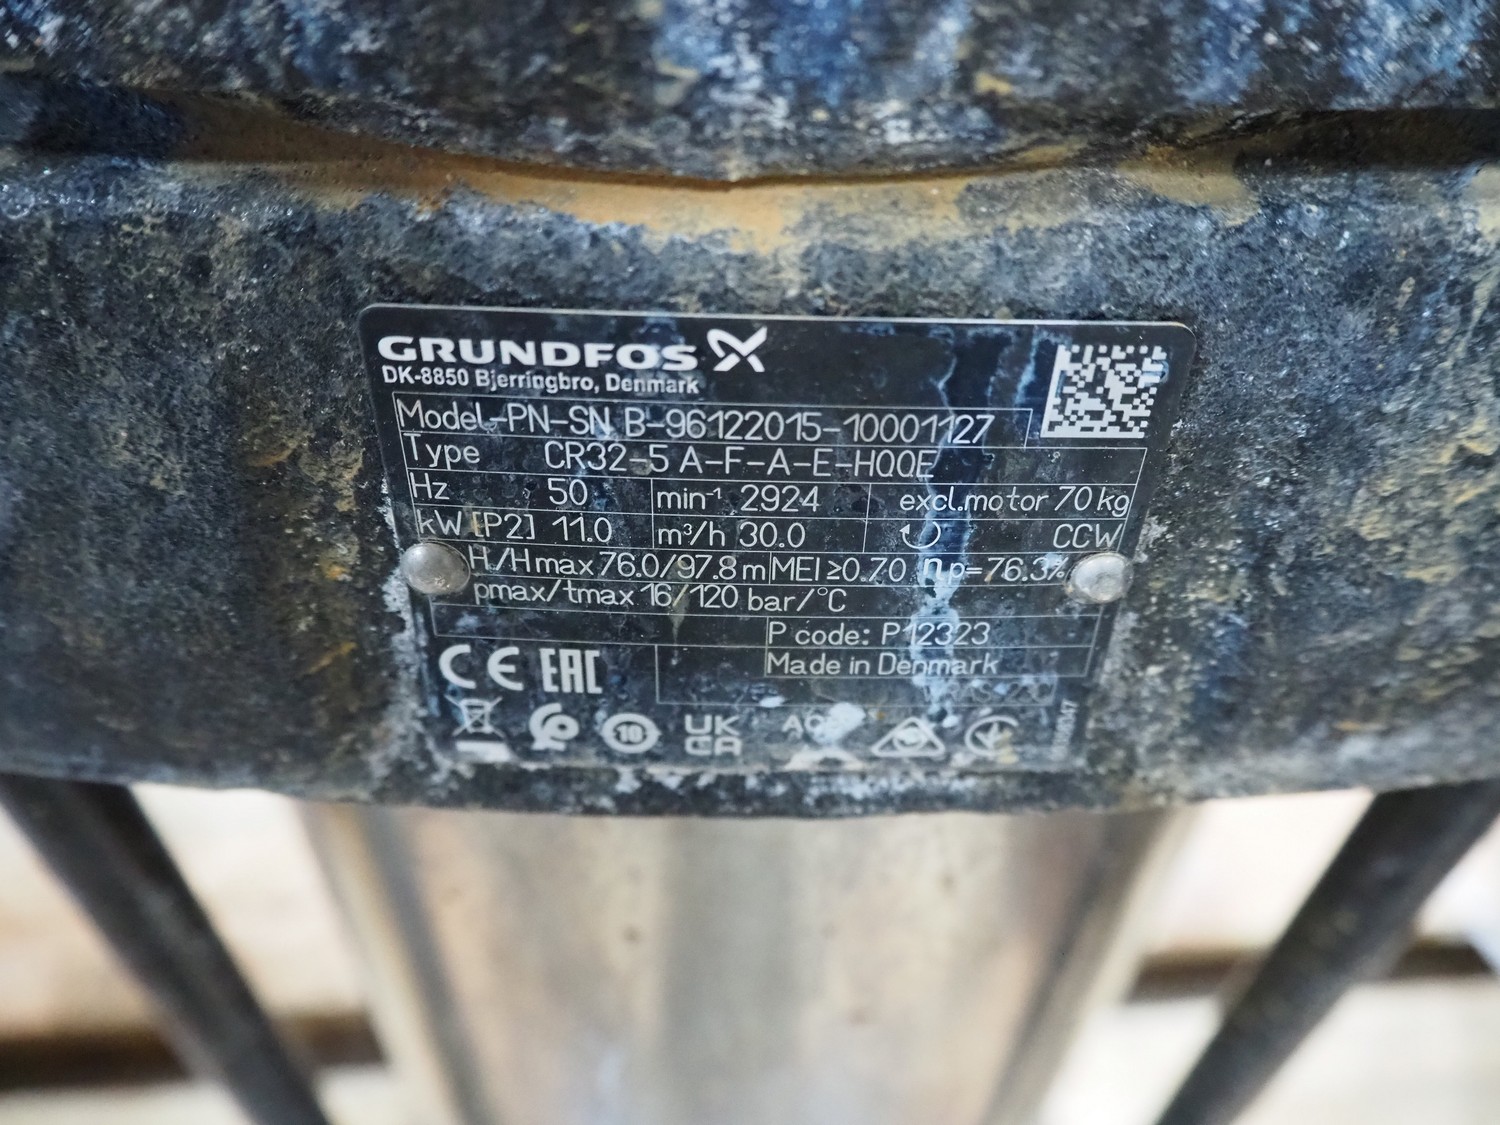 GRUNDFOS
DK-8850 Bjerringbro, Denmark
Model-PN-SN B-96122015-10001127
Type CR32-5 A-F-A-E-HQQE
Hz 50 min⁻¹ 2924 excl.motor 70 kg
kW [P2] 11.0 m³/h 30.0 CCW
H/Hmax 76.0/97.8 m MEI ≥0.70 ηp=76.3%
pmax/tmax 16/120 bar/°C
P code: P12323
Made in Denmark
CE EAC
10 UK CA